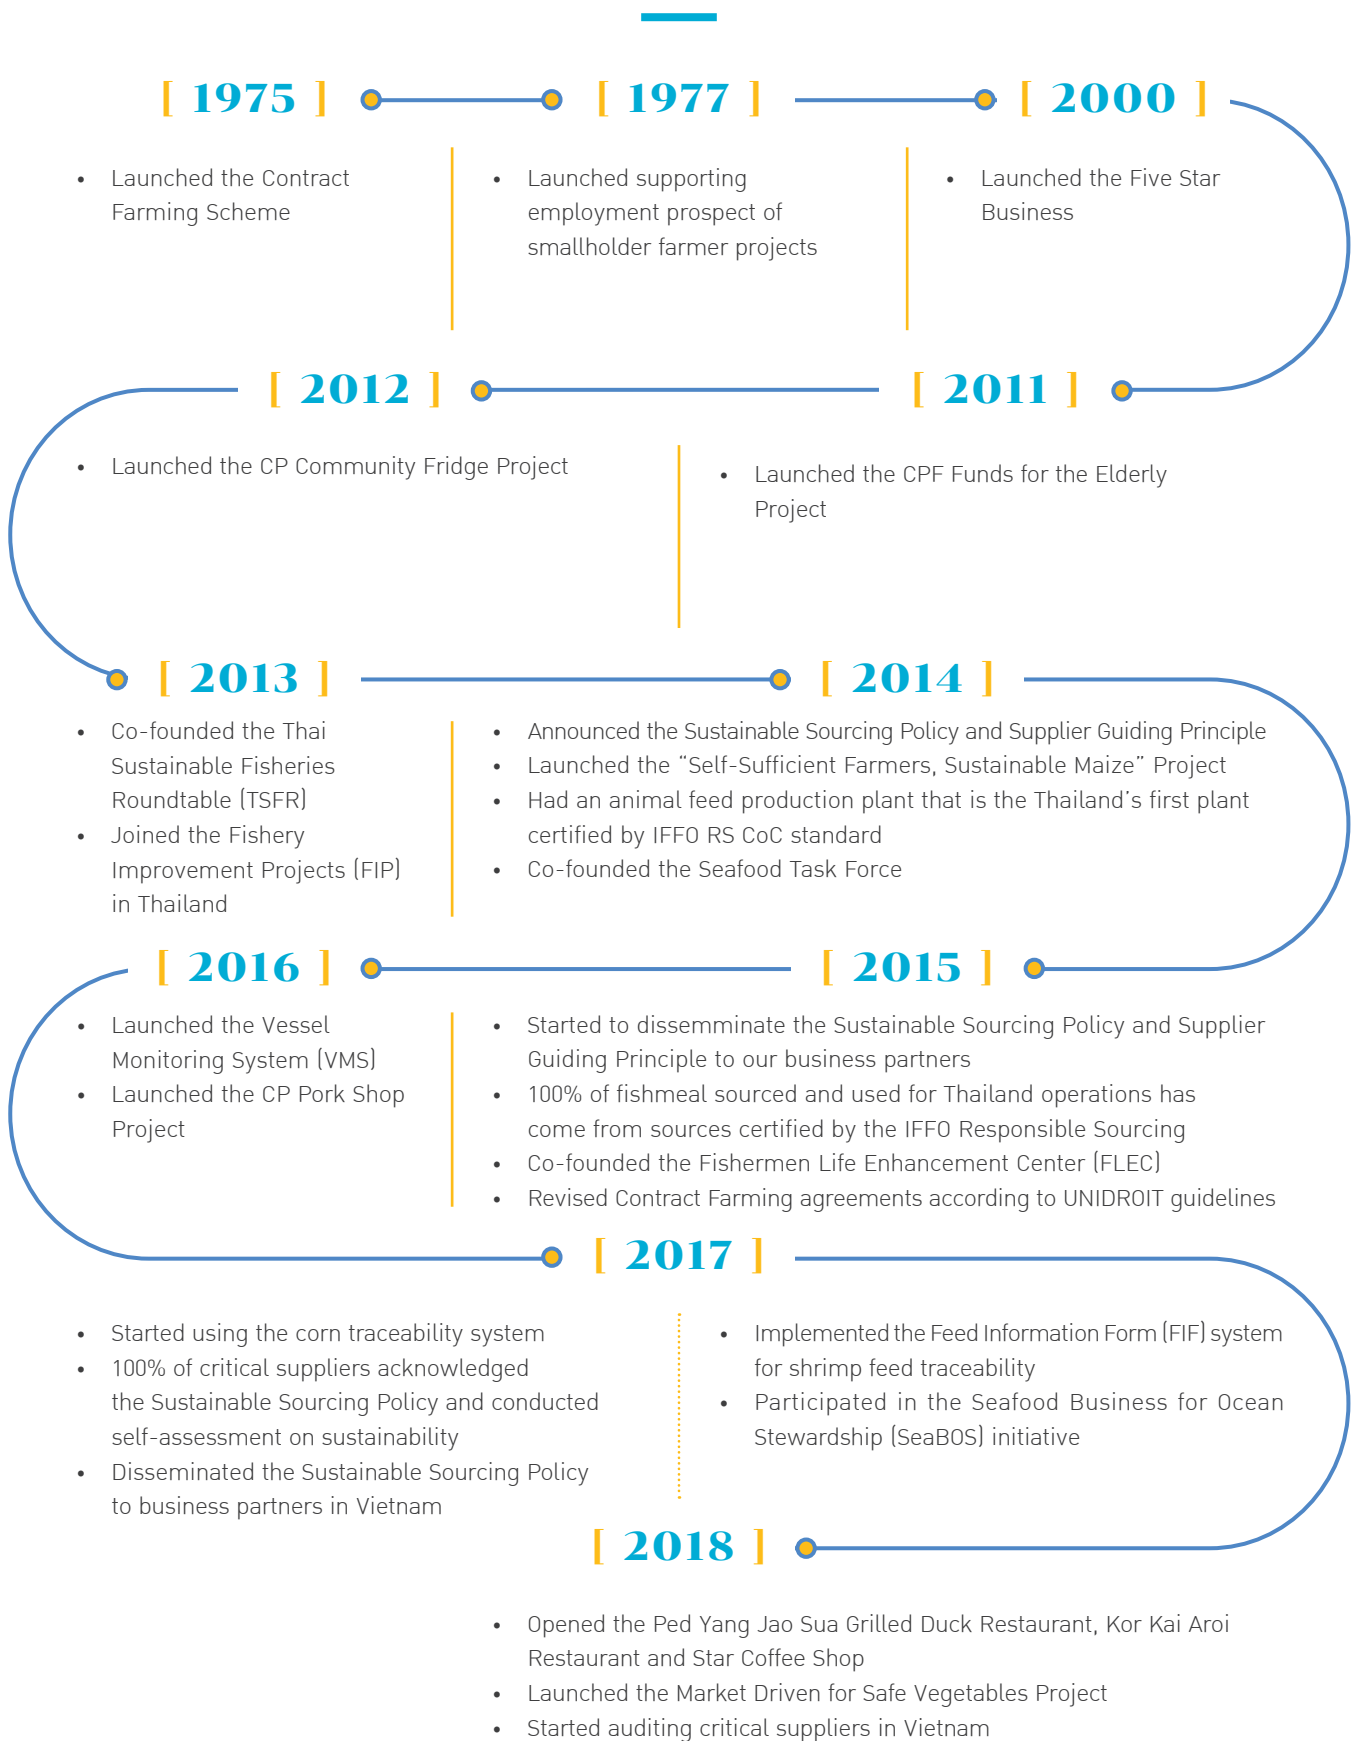 [ 1975 ]
• Launched the Contract
Farming Scheme
[ 1977 ]
• Launched supporting
employment prospect of
smallholder farmer projects
[ 2000 ]
• Launched the Five Star
Business
[ 2011 ]
• Launched the CPF Funds for the Elderly
Project
[ 2012 ]
• Launched the CP Community Fridge Project
[ 2013 ]
• Co-founded the Thai
Sustainable Fisheries
Roundtable (TSFR)
• Joined the Fishery
Improvement Projects (FIP)
in Thailand
[ 2014 ]
• Announced the Sustainable Sourcing Policy and Supplier Guiding Principle
• Launched the “Self-Sufficient Farmers, Sustainable Maize” Project
• Had an animal feed production plant that is the Thailand’s first plant
certified by IFFO RS CoC standard
• Co-founded the Seafood Task Force
[ 2015 ]
• Started to dissemminate the Sustainable Sourcing Policy and Supplier
Guiding Principle to our business partners
• 100% of fishmeal sourced and used for Thailand operations has
come from sources certified by the IFFO Responsible Sourcing
• Co-founded the Fishermen Life Enhancement Center (FLEC)
• Revised Contract Farming agreements according to UNIDROIT guidelines
[ 2016 ]
• Launched the Vessel
Monitoring System (VMS)
• Launched the CP Pork Shop
Project
[ 2017 ]
• Started using the corn traceability system
• 100% of critical suppliers acknowledged
the Sustainable Sourcing Policy and conducted
self-assessment on sustainability
• Disseminated the Sustainable Sourcing Policy
to business partners in Vietnam
• Implemented the Feed Information Form (FIF) system
for shrimp feed traceability
• Participated in the Seafood Business for Ocean
Stewardship (SeaBOS) initiative
[ 2018 ]
• Opened the Ped Yang Jao Sua Grilled Duck Restaurant, Kor Kai Aroi
Restaurant and Star Coffee Shop
• Launched the Market Driven for Safe Vegetables Project
• Started auditing critical suppliers in Vietnam